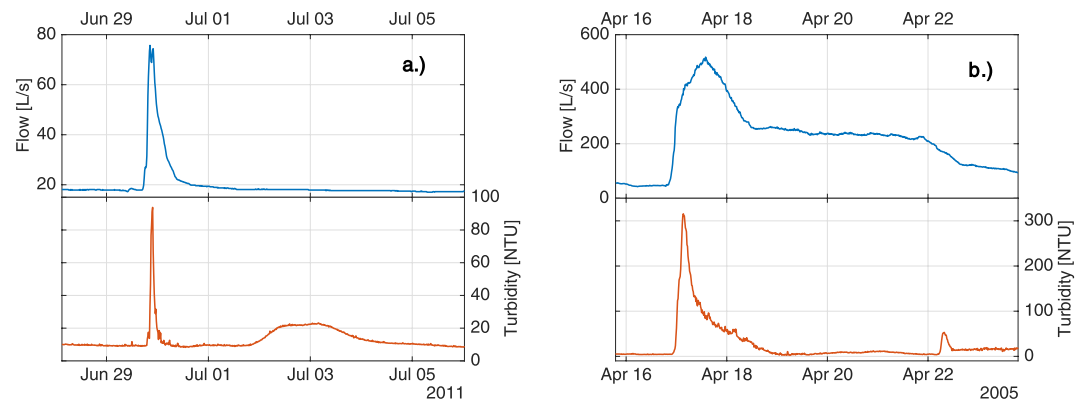 Jun 29 Jul 01 Jul 03 Jul 05
80
60
40
20
Flow [L/s]
a.)
100
80
60
40
20
0
Turbidity [NTU]
Jun 29 Jul 01 Jul 03 Jul 05
2011
Apr 16 Apr 18 Apr 20 Apr 22
600
400
200
0
Flow [L/s]
b.)
300
200
100
0
Turbidity [NTU]
Apr 16 Apr 18 Apr 20 Apr 22
2005